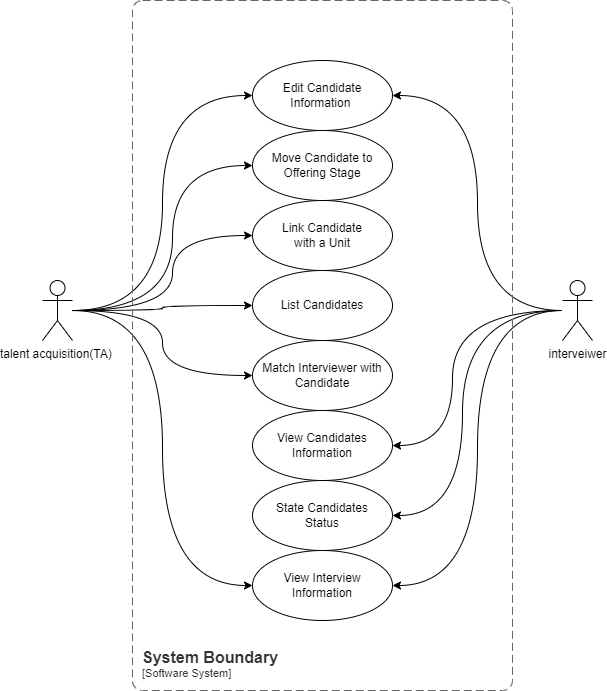 Edit Candidate
Information
Move Candidate to
Offering Stage
Link Candidate
with a Unit
List Candidates
talent acquisition(TA)
interveiwer
Match Interviewer with
Candidate
View Candidates
Information
State Candidates
Status
View Interview
Information
System Boundary
[Software System]